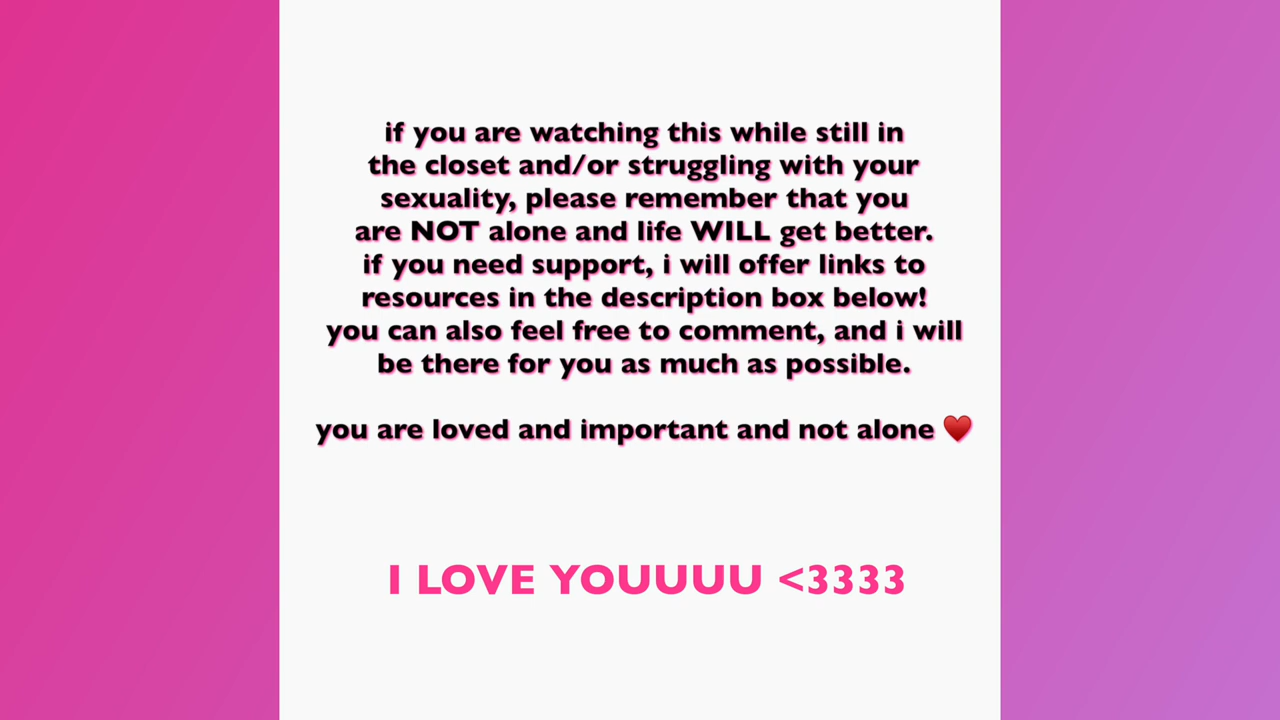 if you are watching this while still in
the closet and/or struggling with your
sexuality, please remember that you
are NOT alone and life WILL get better.
if you need support, i will offer links to
resources in the description box below!
you can also feel free to comment, and i will
be there for you as much as possible.
you are loved and important and not alone ♥️
I LOVE YOUUUU <3333